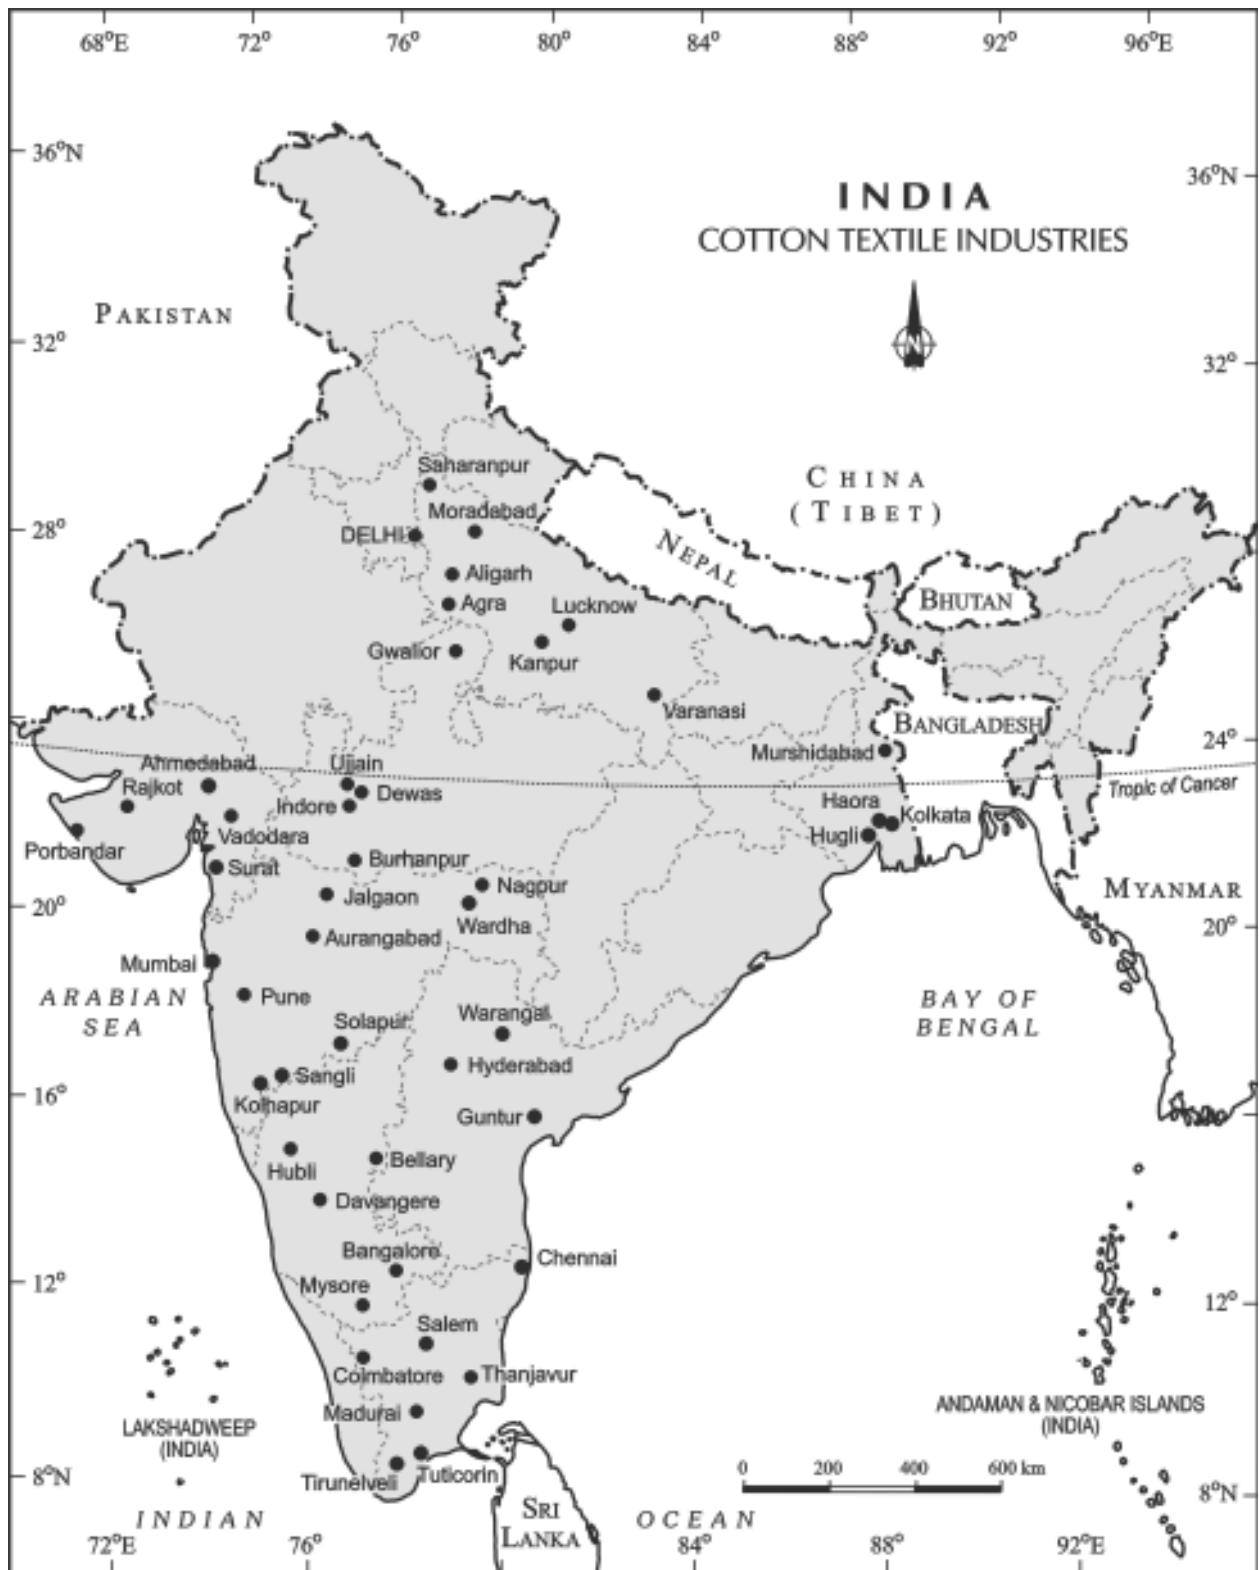 68°E 72° 76° 80° 84° 88° 92° 96°E
36°N
36°N
INDIA
COTTON TEXTILE INDUSTRIES
N
PAKISTAN
32°
32°
Saharanpur
CHINA
(TIBET)
Moradabad
28°
DELHI
28°
NEPAL
Aligarh
Agra
Lucknow
BHUTAN
Gwalior
Kanpur
Varanasi
BANGLADESH
Murshidabad
24°
Ahmedabad
Ujjain
Rajkot
Dewas
Tropic of Cancer
Indore
Haora
Kolkata
Vadodara
Hugli
Porbandar
Surat
Burhanpur
Nagpur
Jalgaon
MYANMAR
20°
Wardha
20°
Aurangabad
Mumbai
ARABIAN
SEA
Pune
BAY OF
BENGAL
Warangal
Solapur
Hyderabad
Sangli
16°
Kolhapur
Guntur
Bellary
Hubli
Davangere
Bangalore
Chennai
Mysore
12°
12°
Salem
Coimbatore
Thanjavur
Madurai
LAKSHADWEEP
(INDIA)
ANDAMAN & NICOBAR ISLANDS
(INDIA)
8°N
Tirunelveli
Tuticorin
0 200 400 600 km
8°N
SRI
LANKA
INDIAN OCEAN
72°E 76° 84° 88° 92°E